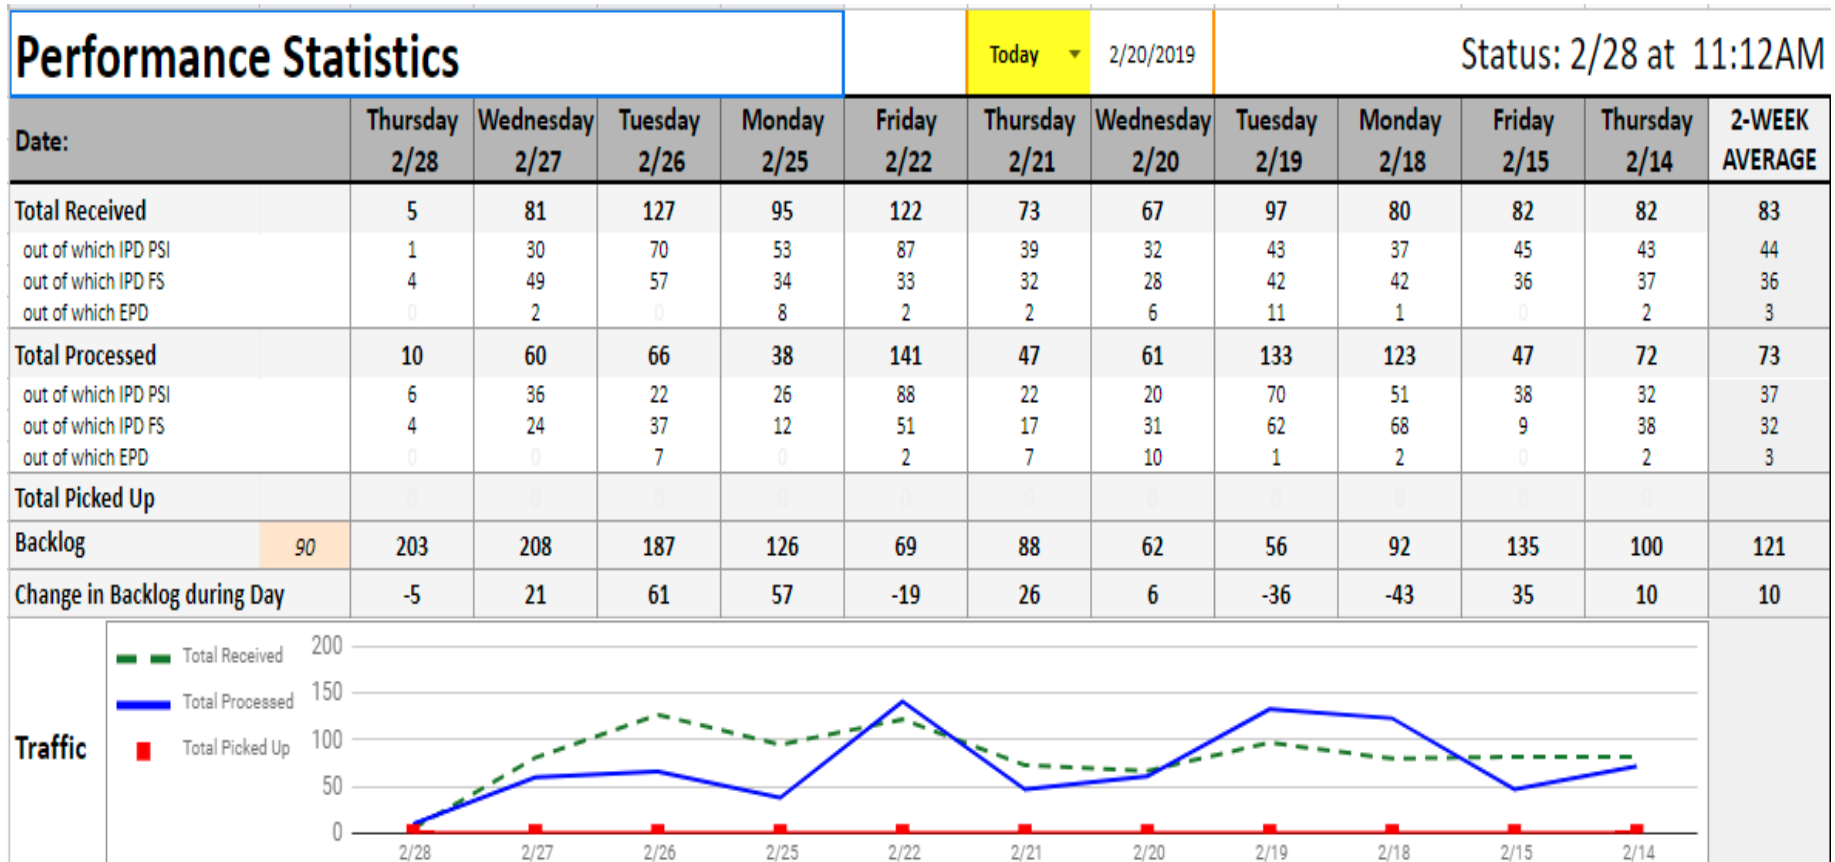 Performance Statistics Today 2/20/2019 Status: 2/28 at 11:12AM
Date: Thursday Wednesday Tuesday Monday Friday Thursday Wednesday Tuesday Monday Friday Thursday 2-WEEK
2/28 2/27 2/26 2/25 2/22 2/21 2/20 2/19 2/18 2/15 2/14 AVERAGE
Total Received 5 81 127 95 122 73 67 97 80 82 82 83
out of which IPD PSI 1 30 70 53 87 39 32 43 37 45 43 44
out of which IPD FS 4 49 57 34 33 32 28 42 42 36 37 36
out of which EPD 0 2 0 8 2 2 6 11 1 0 2 3
Total Processed 10 60 66 38 141 47 61 133 123 47 72 73
out of which IPD PSI 6 36 22 26 88 22 20 70 51 38 32 37
out of which IPD FS 4 24 37 12 51 17 31 62 68 9 38 32
out of which EPD 0 0 7 0 2 7 10 1 2 0 2 3
Total Picked Up 0 0 0 0 0 0 0 0 0 0 0
Backlog 90 203 208 187 126 69 88 62 56 92 135 100 121
Change in Backlog during Day -5 21 61 57 -19 26 6 -36 -43 35 10 10
Traffic
Total Received
Total Processed
Total Picked Up
200
150
100
50
0
2/28 2/27 2/26 2/25 2/22 2/21 2/20 2/19 2/18 2/15 2/14